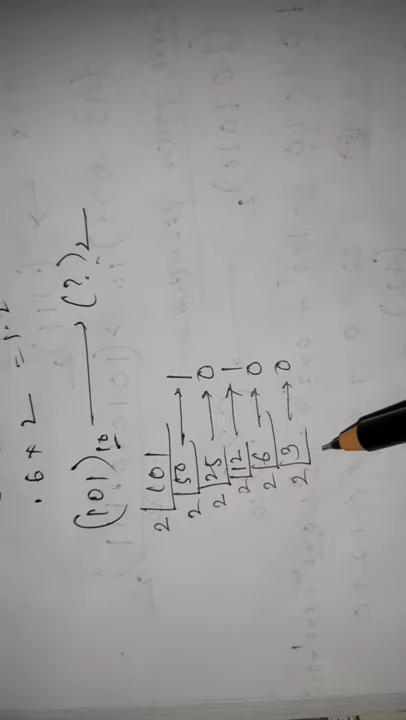 .6 × 2 = 1.2
(101)₁₀ ⟶ (?)₂
2 | 101
2 | 50 → 1
2 | 25 → 0
2 | 12 → 1
2 | 6 → 0
2 | 3 → 0